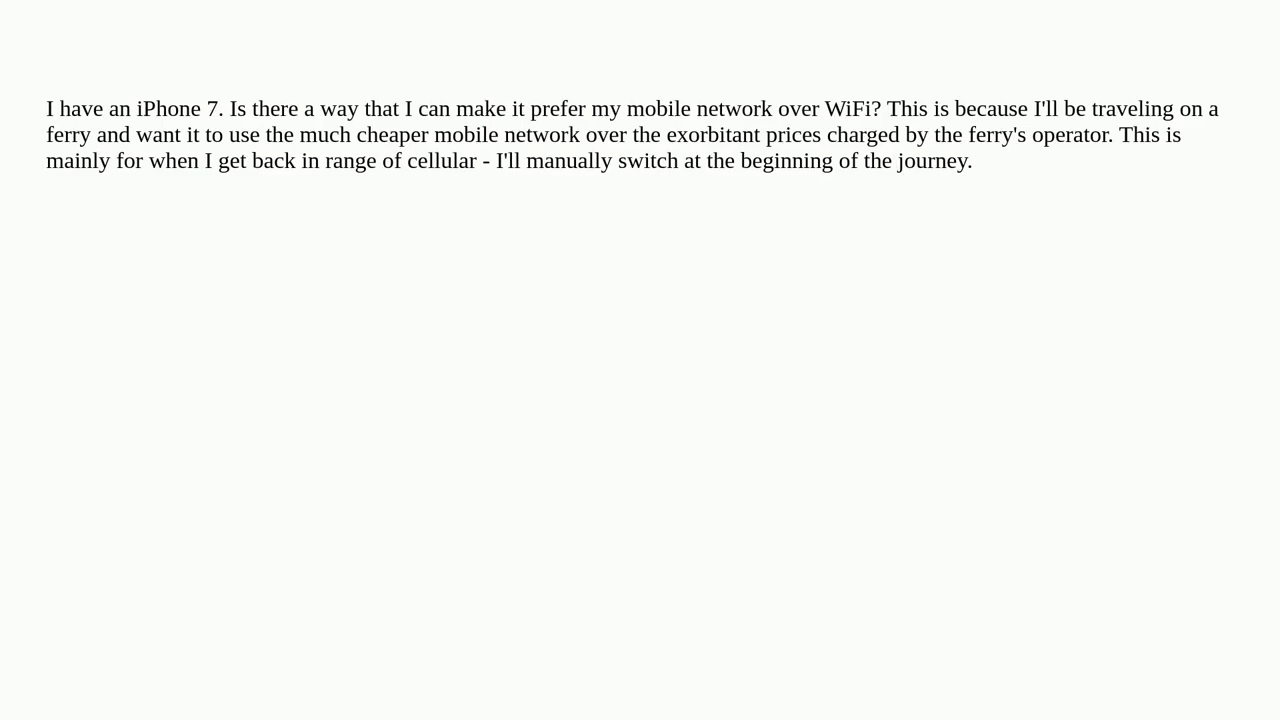 I have an iPhone 7. Is there a way that I can make it prefer my mobile network over WiFi? This is because I'll be traveling on a
ferry and want it to use the much cheaper mobile network over the exorbitant prices charged by the ferry's operator. This is
mainly for when I get back in range of cellular - I'll manually switch at the beginning of the journey.